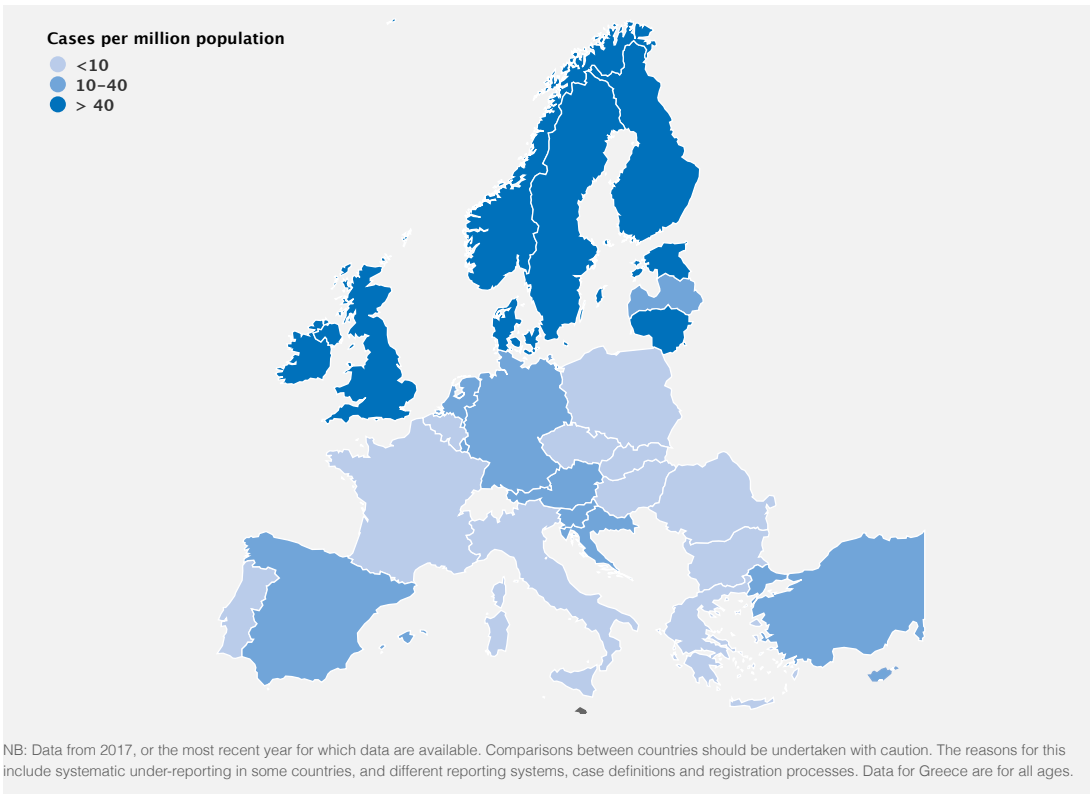 Cases per million population
<10
10–40
> 40
NB: Data from 2017, or the most recent year for which data are available. Comparisons between countries should be undertaken with caution. The reasons for this
include systematic under-reporting in some countries, and different reporting systems, case definitions and registration processes. Data for Greece are for all ages.